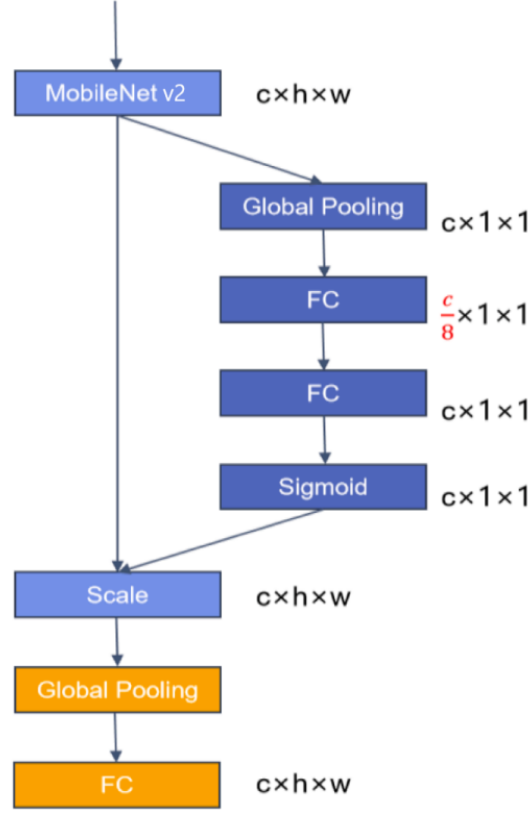 MobileNet v2 c×h×w
Global Pooling c×1×1
FC c/8×1×1
FC c×1×1
Sigmoid c×1×1
Scale c×h×w
Global Pooling
FC c×h×w